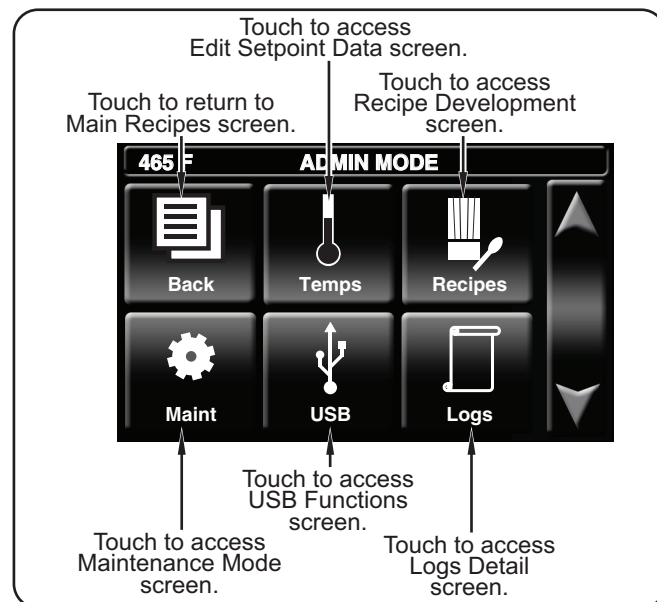 Touch to access
Edit Setpoint Data screen.
Touch to access
Recipe Development
screen.
Touch to return to
Main Recipes screen.
465 F ADMIN MODE
Back Temps Recipes
Maint USB Logs
Touch to access
USB Functions
screen.
Touch to access
Maintenance Mode
screen.
Touch to access
Logs Detail
screen.